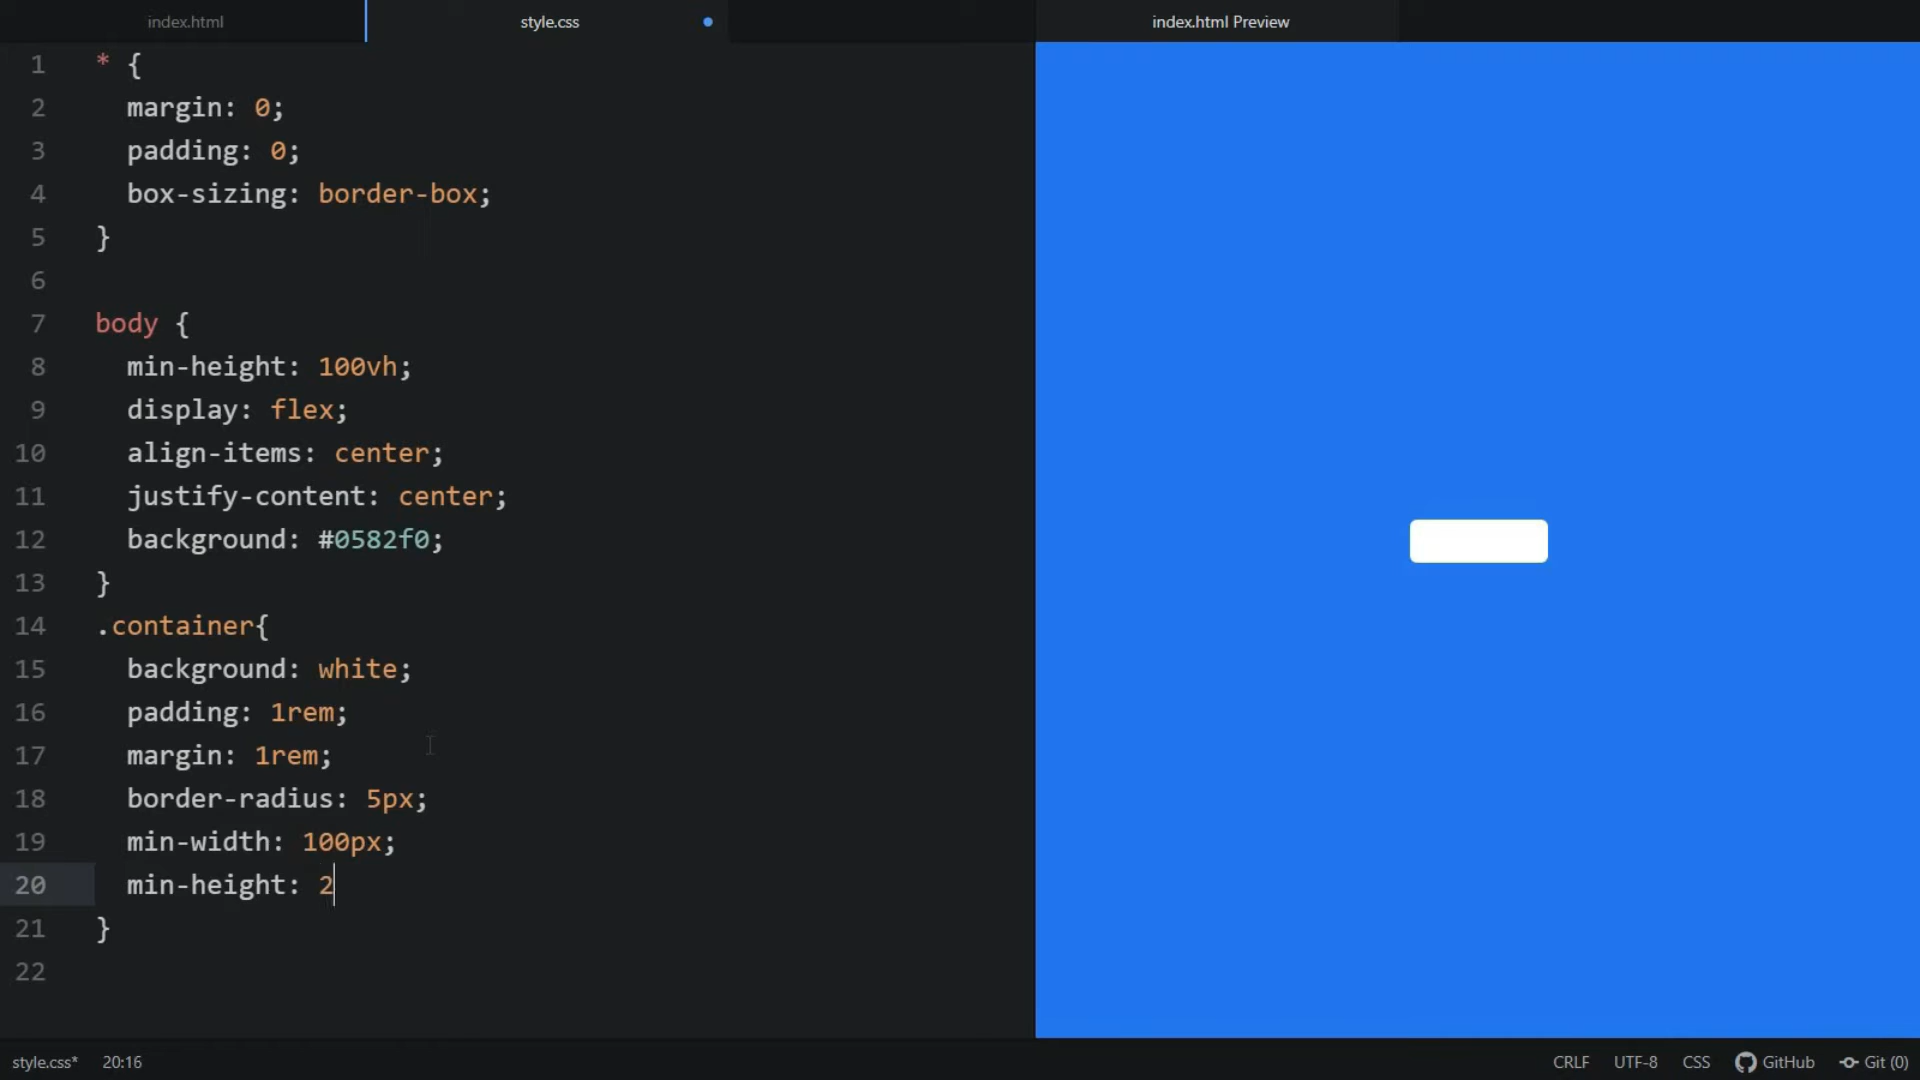 index.html
style.css
index.html Preview
1 * {
2 margin: 0;
3 padding: 0;
4 box-sizing: border-box;
5 }
6
7 body {
8 min-height: 100vh;
9 display: flex;
10 align-items: center;
11 justify-content: center;
12 background: #0582f0;
13 }
14 .container{
15 background: white;
16 padding: 1rem;
17 margin: 1rem;
18 border-radius: 5px;
19 min-width: 100px;
20 min-height: 2
21 }
22
style.css* 20:16 CRLF UTF-8 CSS GitHub Git (0)